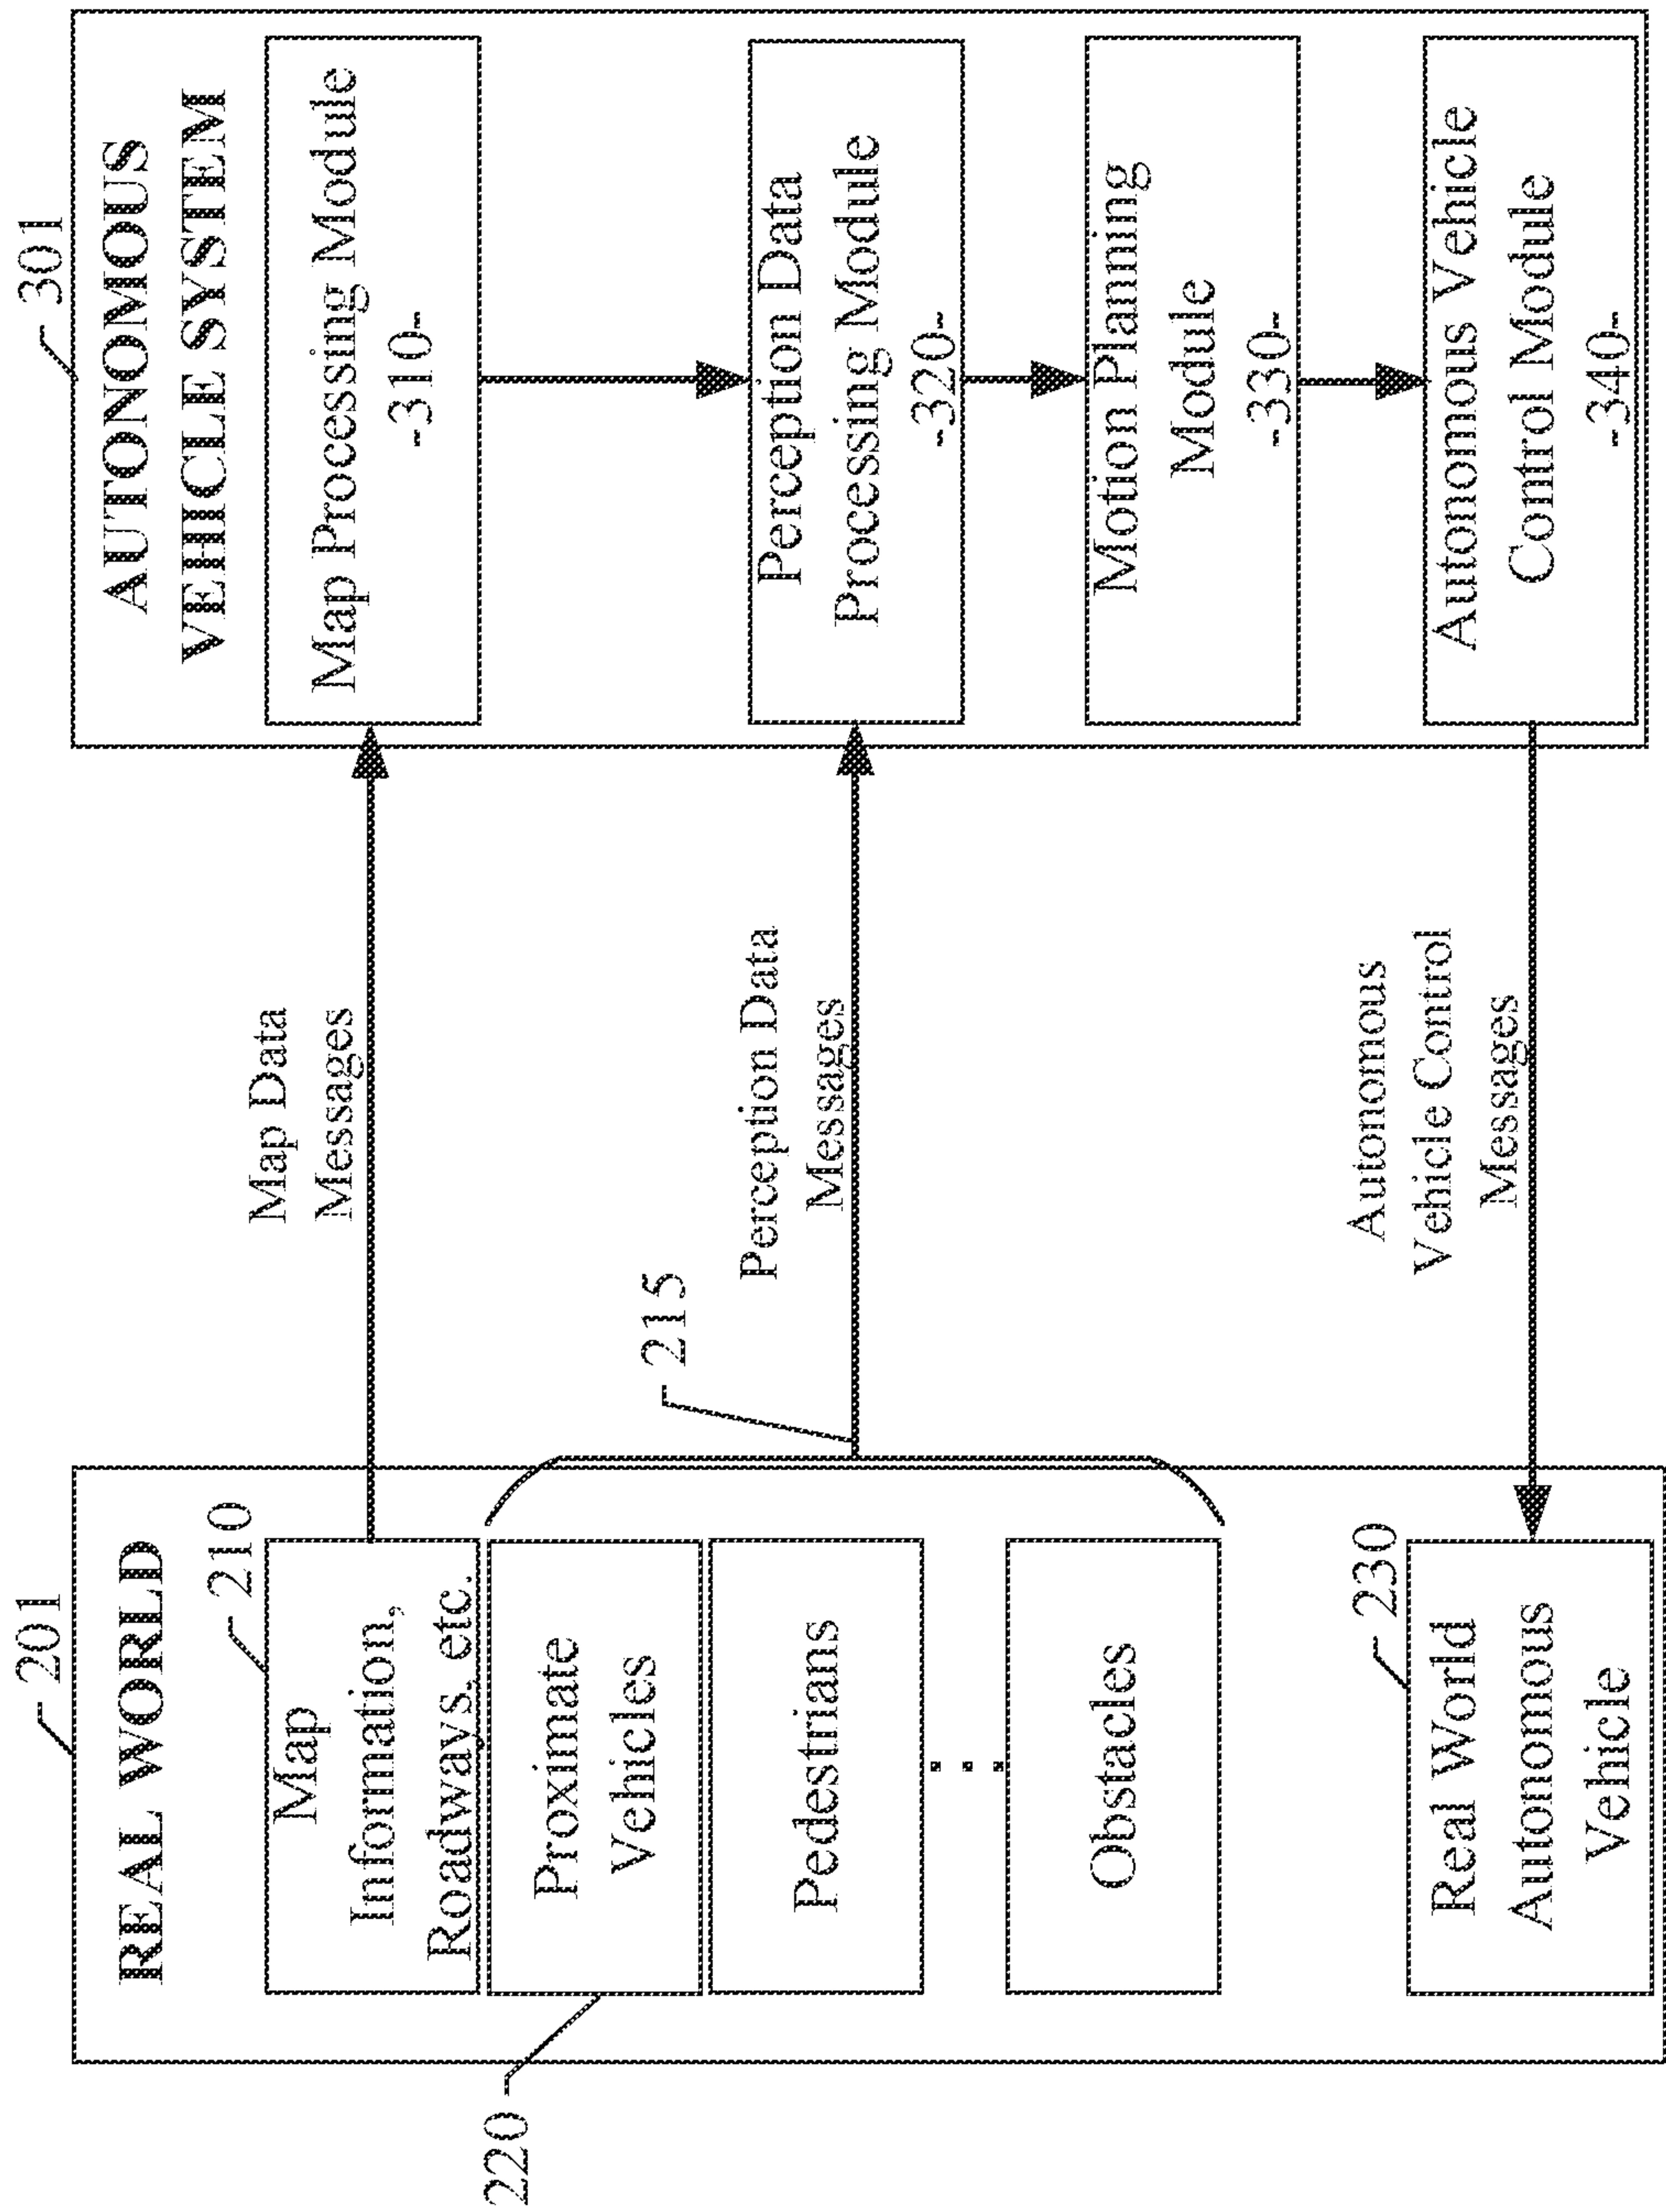 201
REAL WORLD
210
Map
Information,
Roadways, etc.
220
Proximate
Vehicles
Pedestrians
...
Obstacles
230
Real World
Autonomous
Vehicle
Map Data
Messages
215
Perception Data
Messages
Autonomous
Vehicle Control
Messages
301
AUTONOMOUS
VEHICLE SYSTEM
Map Processing Module
-310-
Perception Data
Processing Module
-320-
Motion Planning
Module
-330-
Autonomous Vehicle
Control Module
-340-